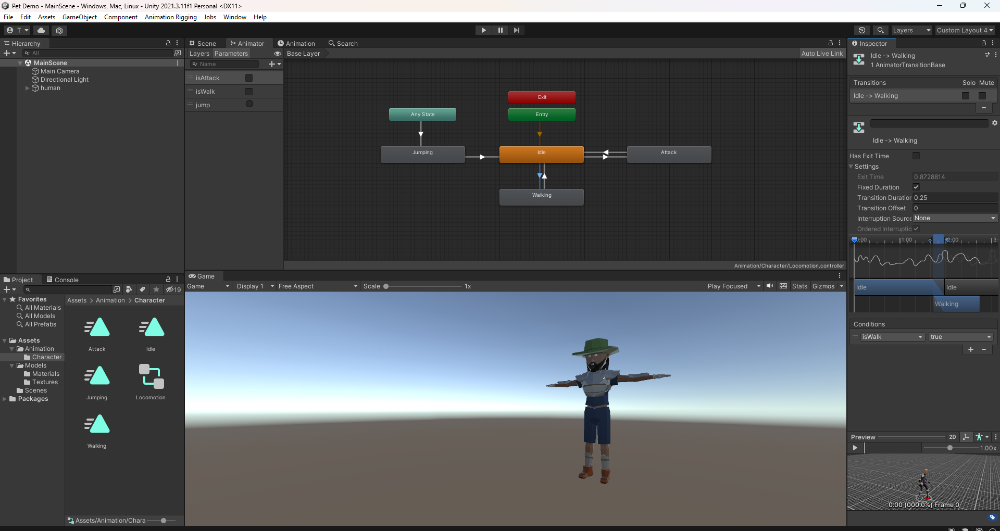 Pet Demo - MainScene - Windows, Mac, Linux - Unity 2021.3.11f1 Personal <DX11>
File Edit Assets GameObject Component Animation Rigging Jobs Window Help
T
Layers
Custom Layout 4
Hierarchy
All
MainScene
Main Camera
Directional Light
human
Scene
Animator
Animation
Search
Layers
Parameters
Base Layer
Auto Live Link
Name
isAttack
isWalk
jump
Exit
Any State
Entry
Jumping
Idle
Attack
Walking
Animation/Character/Locomotion.controller
Inspector
Idle -> Walking
1 AnimatorTransitionBase
Transitions Solo Mute
Idle -> Walking
Idle -> Walking
Has Exit Time
Settings
Exit Time 0.8728814
Fixed Duration
Transition Duration 0.25
Transition Offset 0
Interruption Source None
Ordered Interruptio
0:00 1:00 2:00 3:
Idle Idle
Walking
Conditions
isWalk true
Preview
2D
1.00x
0:00 (000.0%) Frame 0
Project
Console
19
Favorites
All Materials
All Models
All Prefabs
Assets
Animation
Character
Models
Materials
Textures
Scenes
Packages
Assets > Animation > Character
Attack
Idle
Jumping
Locomotion
Walking
Assets/Animation/Chara
Game
Game
Display 1
Free Aspect
Scale 1x
Play Focused
Stats
Gizmos